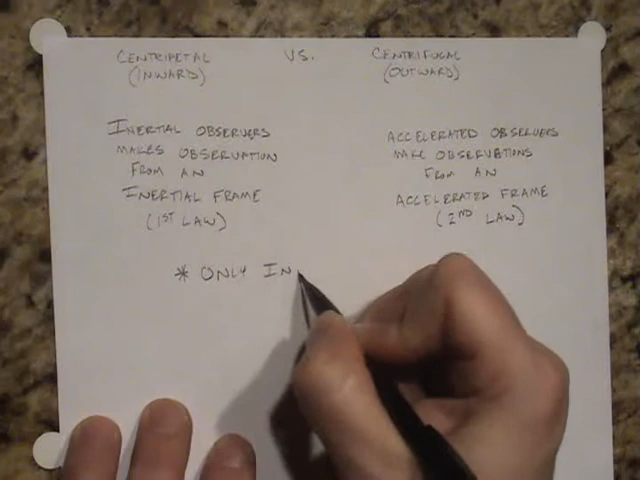 CENTRIPETAL VS. CENTRIFUGAL
(INWARD) (OUTWARD)
INERTIAL OBSERVERS
MAKES OBSERVATION
FROM AN
INERTIAL FRAME
(1ST LAW)
ACCELERATED OBSERVERS
MAKE OBSERVATIONS
FROM AN
ACCELERATED FRAME
(2ND LAW)
* ONLY IN